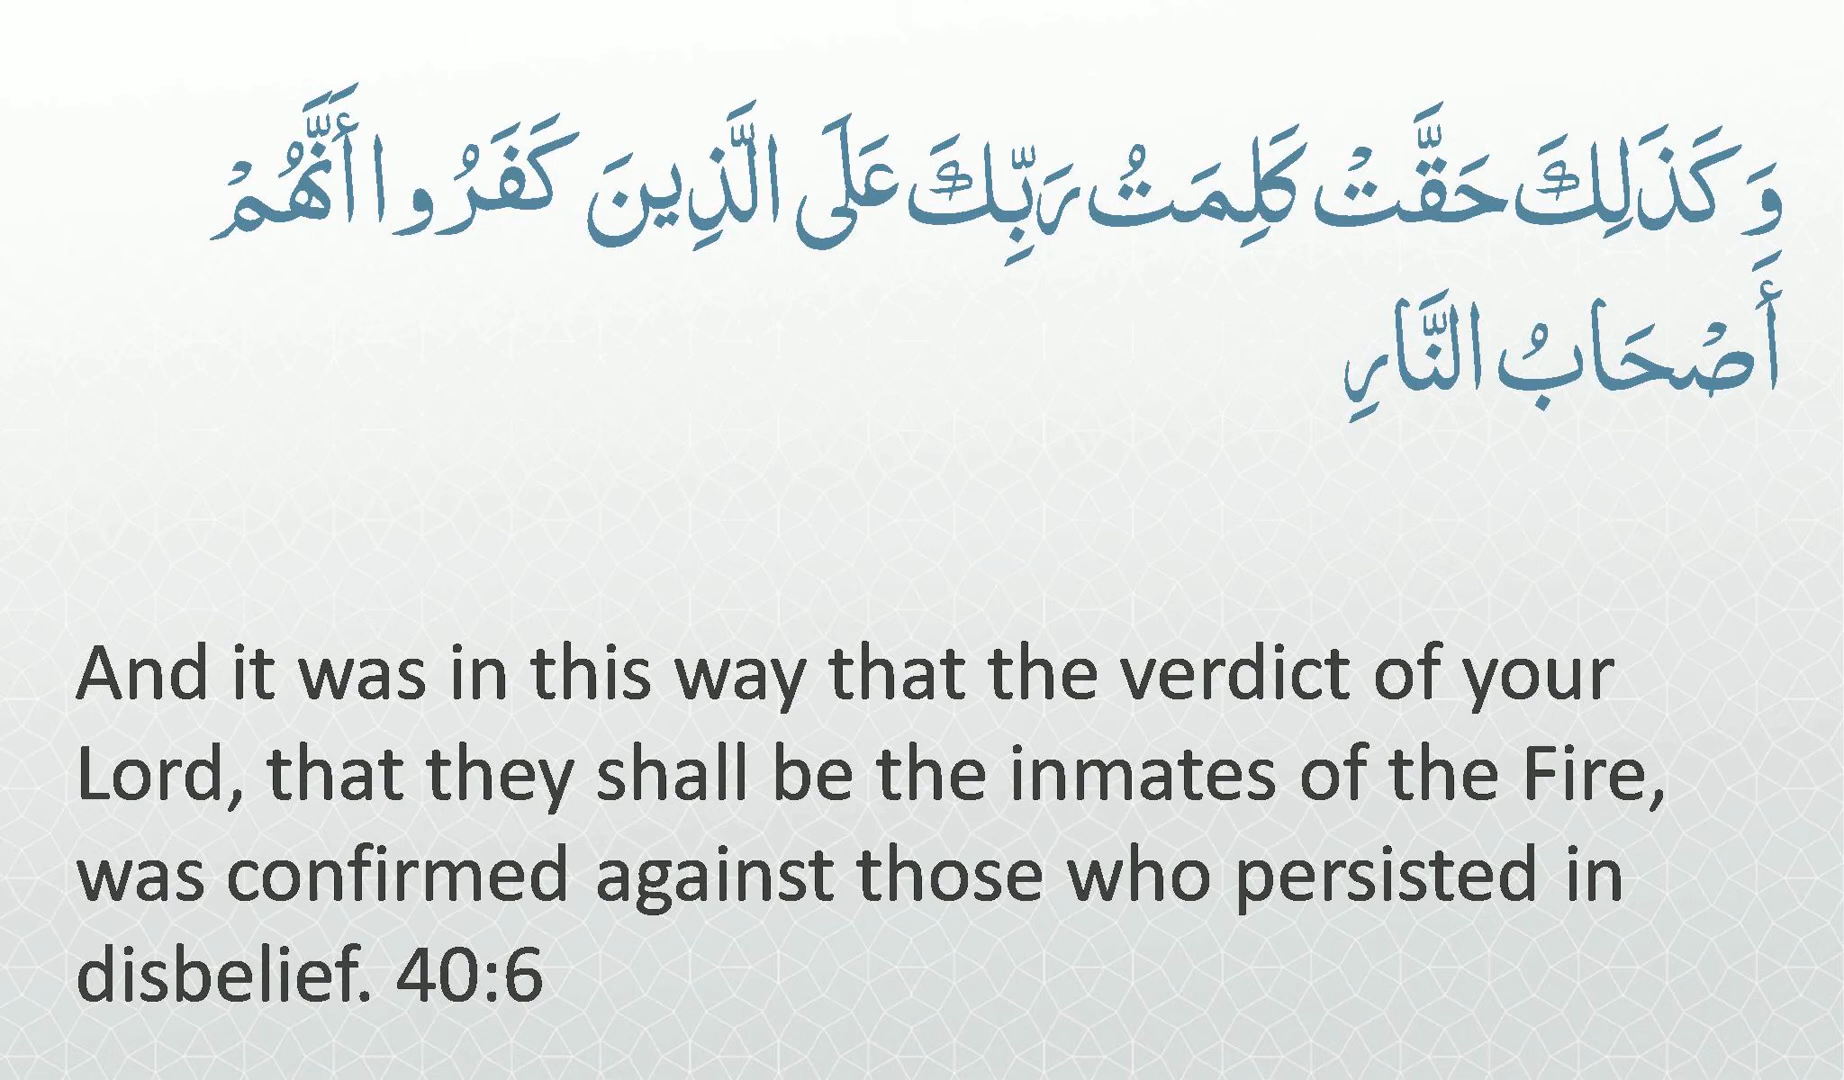 وَكَذَلِكَ حَقَّتْ كَلِمَتُ رَبِّكَ عَلَى الَّذِينَ كَفَرُوا أَنَّهُمْ
أَصْحَابُ النَّارِ
And it was in this way that the verdict of your
Lord, that they shall be the inmates of the Fire,
was confirmed against those who persisted in
disbelief. 40:6